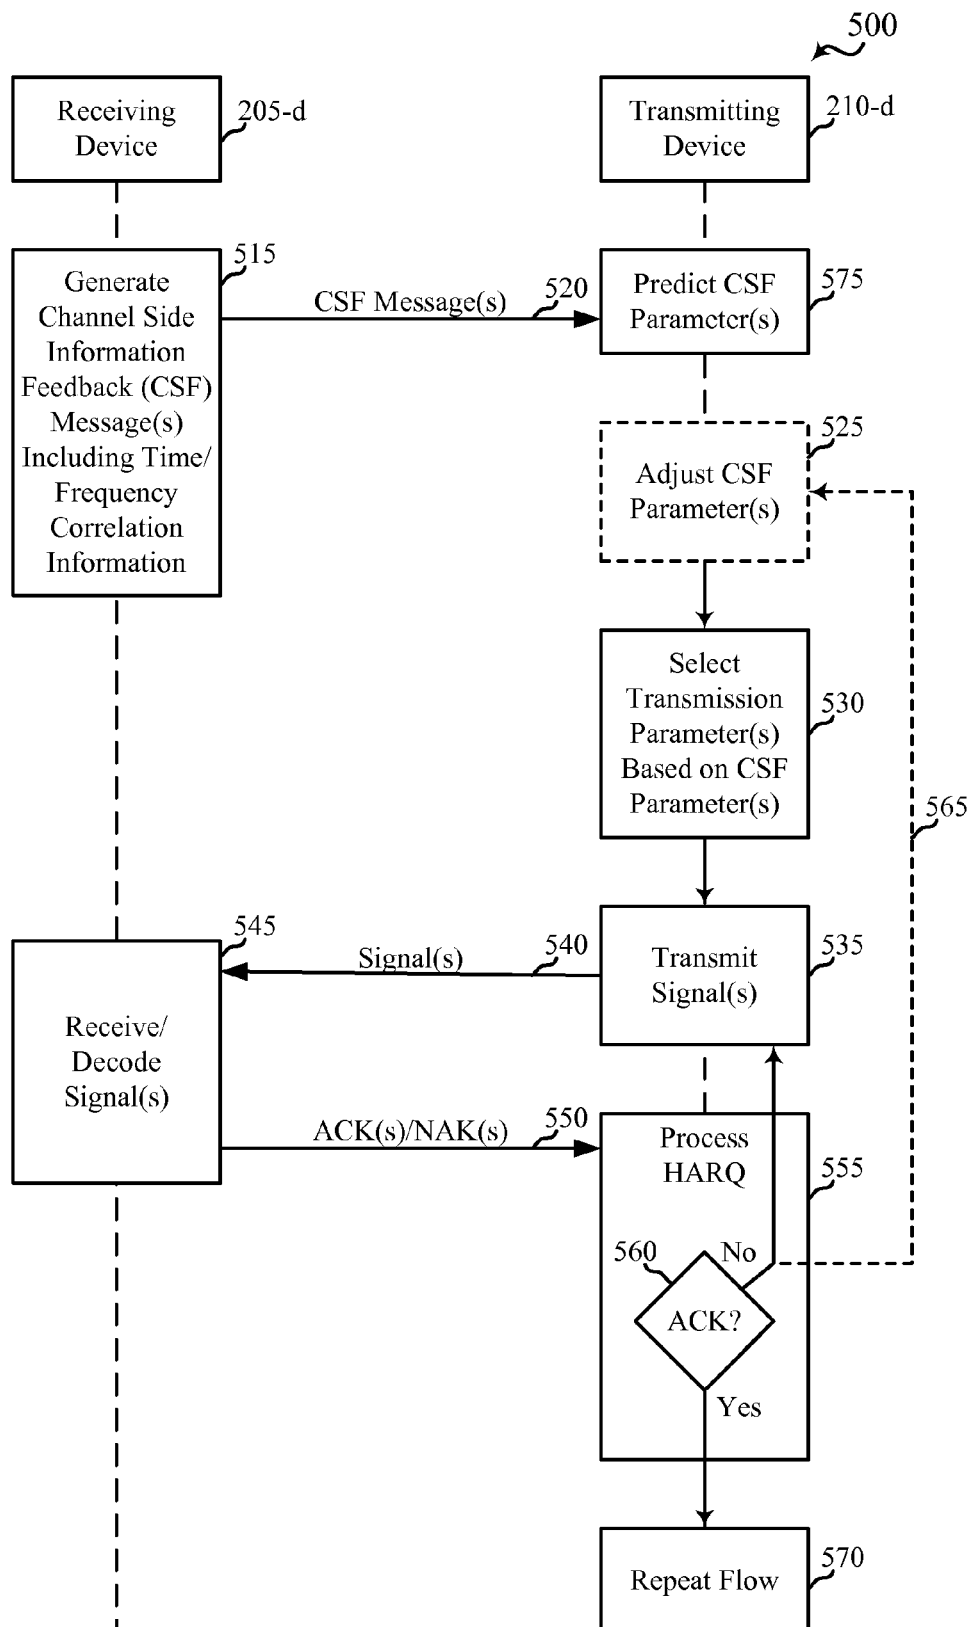 500
Receiving
Device
205-d
Transmitting
Device
210-d
Generate
Channel Side
Information
Feedback (CSF)
Message(s)
Including Time/
Frequency
Correlation
Information
515
CSF Message(s)
520
Predict CSF
Parameter(s)
575
Adjust CSF
Parameter(s)
525
Select
Transmission
Parameter(s)
Based on CSF
Parameter(s)
530
565
Transmit
Signal(s)
535
Signal(s)
540
545
Receive/
Decode
Signal(s)
ACK(s)/NAK(s)
550
Process
HARQ
555
560
No
ACK?
Yes
Repeat Flow
570